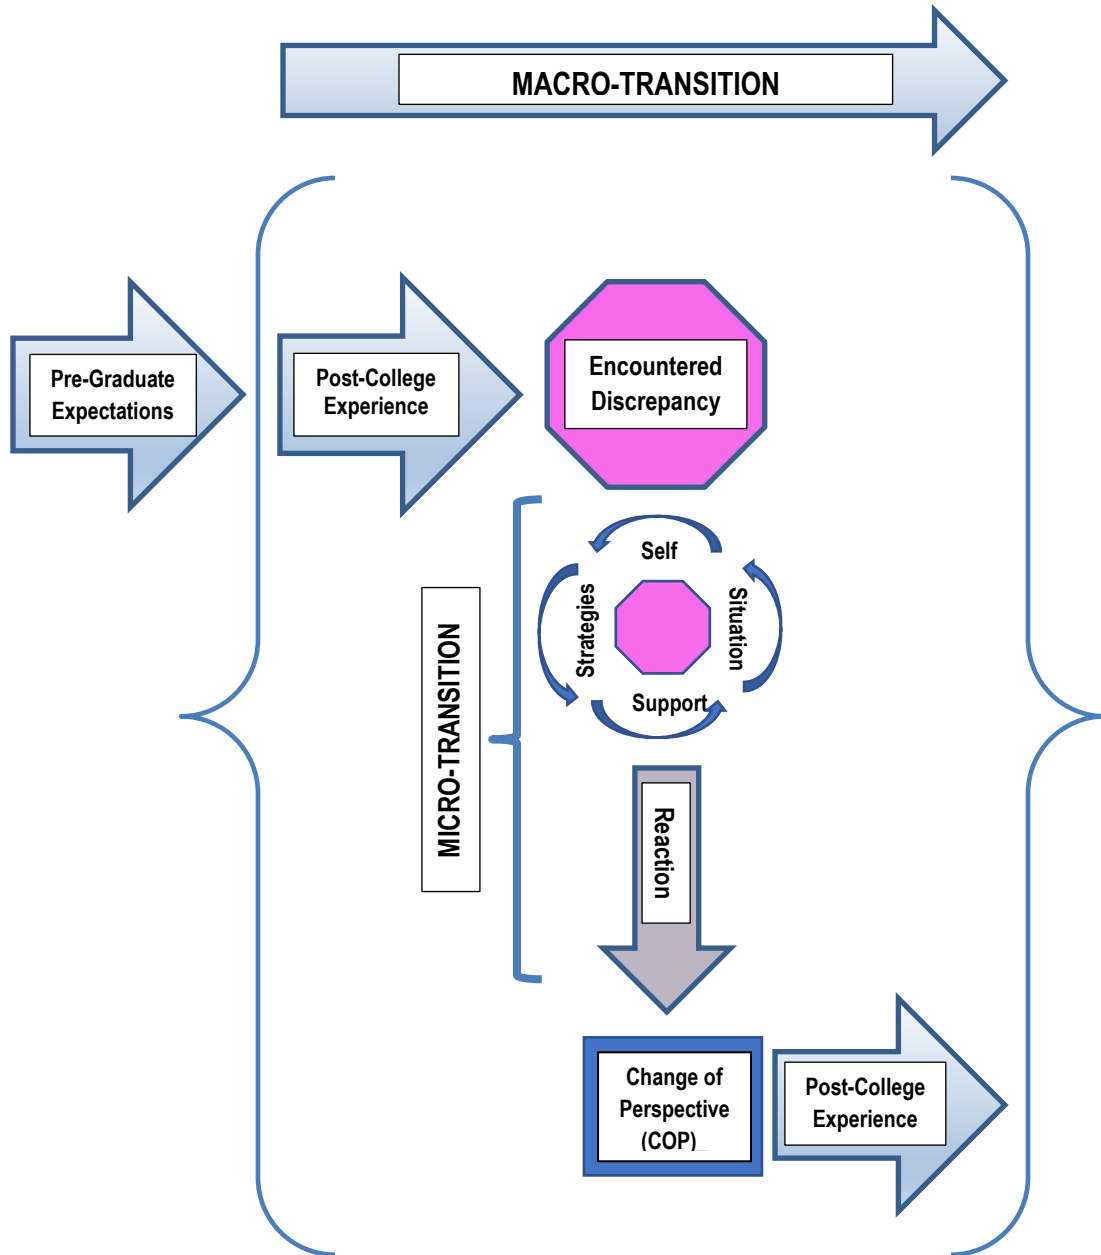 MACRO-TRANSITION
Pre-Graduate
Expectations
Post-College
Experience
Encountered
Discrepancy
MICRO-TRANSITION
Self
Strategies
Situation
Support
Reaction
Change of
Perspective
(COP)
Post-College
Experience